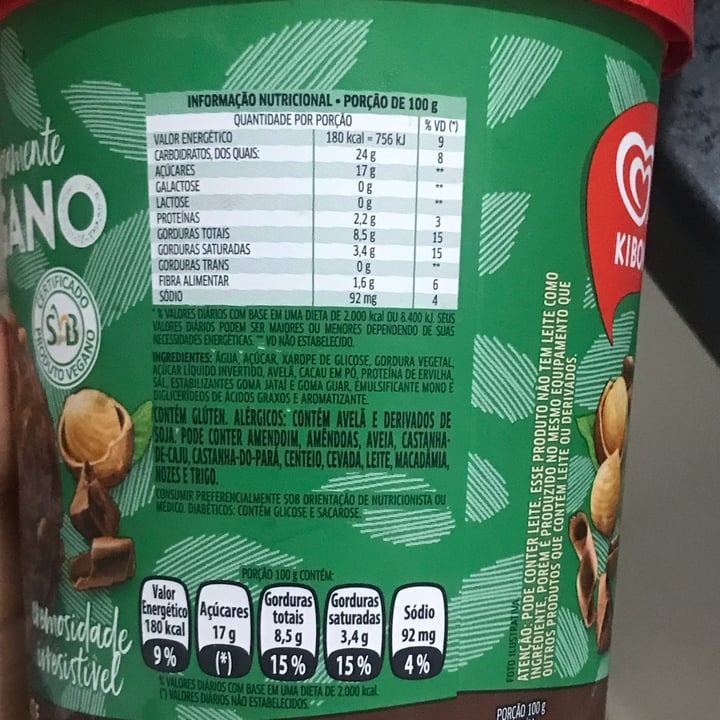 INFORMAÇÃO NUTRICIONAL • PORÇÃO DE 100 g
QUANTIDADE POR PORÇÃO % VD (*)
VALOR ENERGÉTICO 180 kcal = 756 kJ 9
CARBOIDRATOS, DOS QUAIS: 24 g 8
AÇÚCARES 17 g **
GALACTOSE 0 g **
LACTOSE 0 g **
PROTEÍNAS 2,2 g 3
GORDURAS TOTAIS 8,5 g 15
GORDURAS SATURADAS 3,4 g 15
GORDURAS TRANS 0 g **
FIBRA ALIMENTAR 1,6 g 6
SÓDIO 92 mg 4
* % VALORES DIÁRIOS COM BASE EM UMA DIETA DE 2.000 kcal OU 8.400 kJ. SEUS
VALORES DIÁRIOS PODEM SER MAIORES OU MENORES DEPENDENDO DE SUAS
NECESSIDADES ENERGÉTICAS. ** VD NÃO ESTABELECIDO.
INGREDIENTES: ÁGUA, AÇÚCAR, XAROPE DE GLICOSE, GORDURA VEGETAL,
AÇÚCAR LÍQUIDO INVERTIDO, AVELÃ, CACAU EM PÓ, PROTEÍNA DE ERVILHA,
SAL, ESTABILIZANTES GOMA JATAÍ E GOMA GUAR, EMULSIFICANTE MONO E
DIGLICERÍDEOS DE ÁCIDOS GRAXOS E AROMATIZANTE.
CONTÉM GLÚTEN. ALÉRGICOS: CONTÉM AVELÃ E DERIVADOS DE
SOJA. PODE CONTER AMENDOIM, AMÊNDOAS, AVEIA, CASTANHA-
DE-CAJU, CASTANHA-DO-PARÁ, CENTEIO, CEVADA, LEITE, MACADÂMIA,
NOZES E TRIGO.
CONSUMIR PREFERENCIALMENTE SOB ORIENTAÇÃO DE NUTRICIONISTA OU
MÉDICO. DIABÉTICOS: CONTÉM GLICOSE E SACAROSE.
PORÇÃO 100 g CONTÉM:
Valor
Energético
180 kcal
9%
Açúcares
17 g
(*)
Gorduras
totais
8,5 g
15%
Gorduras
saturadas
3,4 g
15%
Sódio
92 mg
4%
% VALORES DIÁRIOS COM BASE EM UMA DIETA DE 2.000 kcal.
(*) VALORES DIÁRIOS NÃO ESTABELECIDOS.
CERTIFICADO
SVB
PRODUTO VEGANO
irresistível
FOTO ILUSTRATIVA
ATENÇÃO: PODE CONTER LEITE. ESSE PRODUTO NÃO TEM LEITE COMO
INGREDIENTE, PORÉM É PRODUZIDO NO MESMO EQUIPAMENTO QUE
OUTROS PRODUTOS QUE CONTÊM LEITE OU DERIVADOS.
KIBO
PORÇÃO 100 g